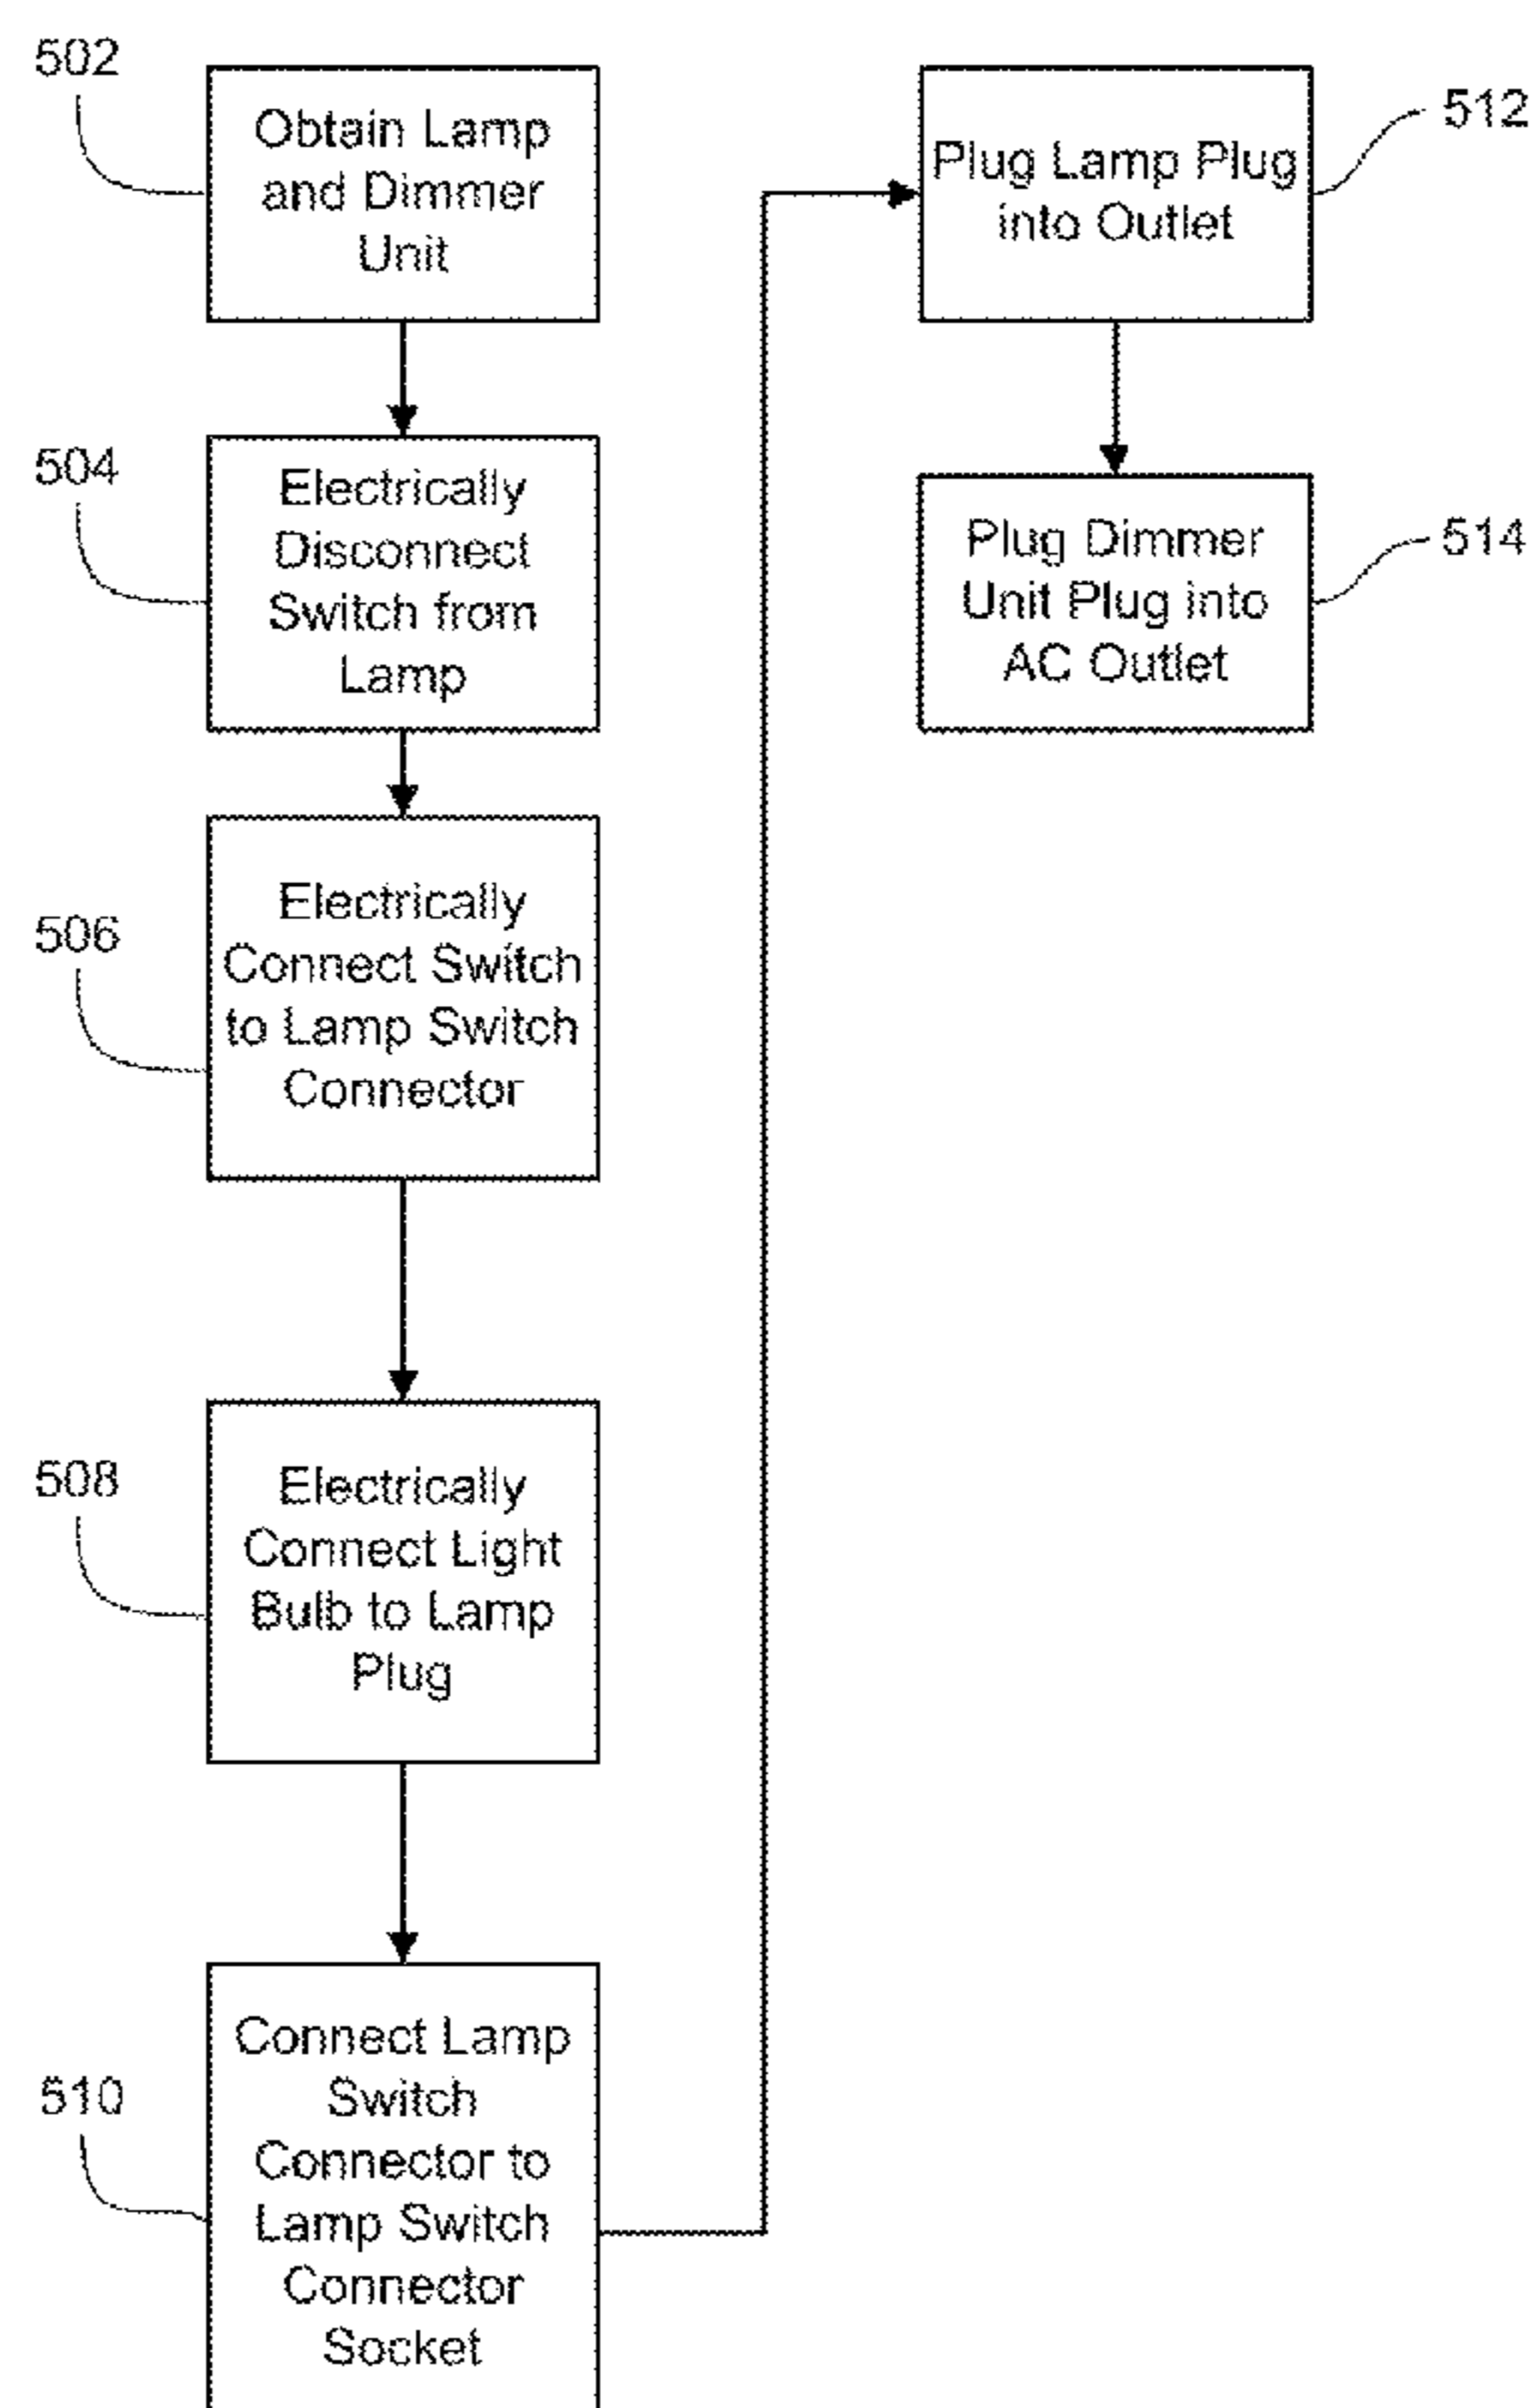 502
Obtain Lamp
and Dimmer
Unit
504
Electrically
Disconnect
Switch from
Lamp
506
Electrically
Connect Switch
to Lamp Switch
Connector
508
Electrically
Connect Light
Bulb to Lamp
Plug
510
Connect Lamp
Switch
Connector to
Lamp Switch
Connector
Socket
512
Plug Lamp Plug
into Outlet
514
Plug Dimmer
Unit Plug into
AC Outlet